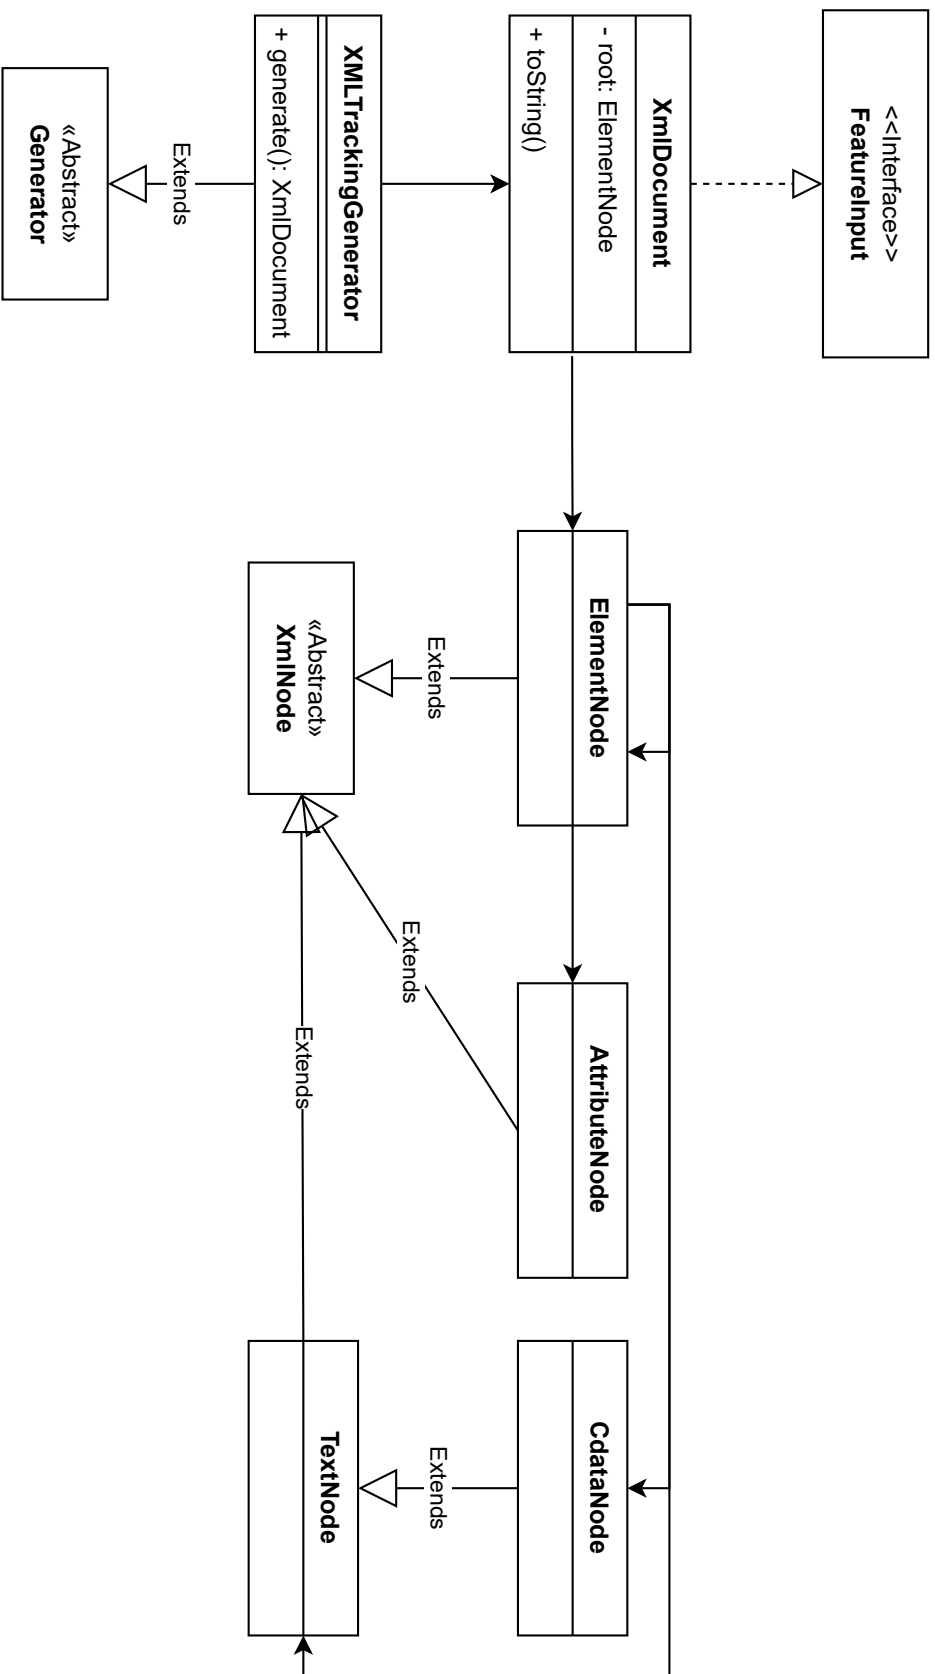 <<Interface>>
FeatureInput
XmlDocument
- root: ElementNode
+ toString()
XMLTrackingGenerator
+ generate(): XmlDocument
Extends
«Abstract»
Generator
ElementNode
Extends
«Abstract»
XmlNode
AttributeNode
Extends
Extends
CdataNode
Extends
TextNode